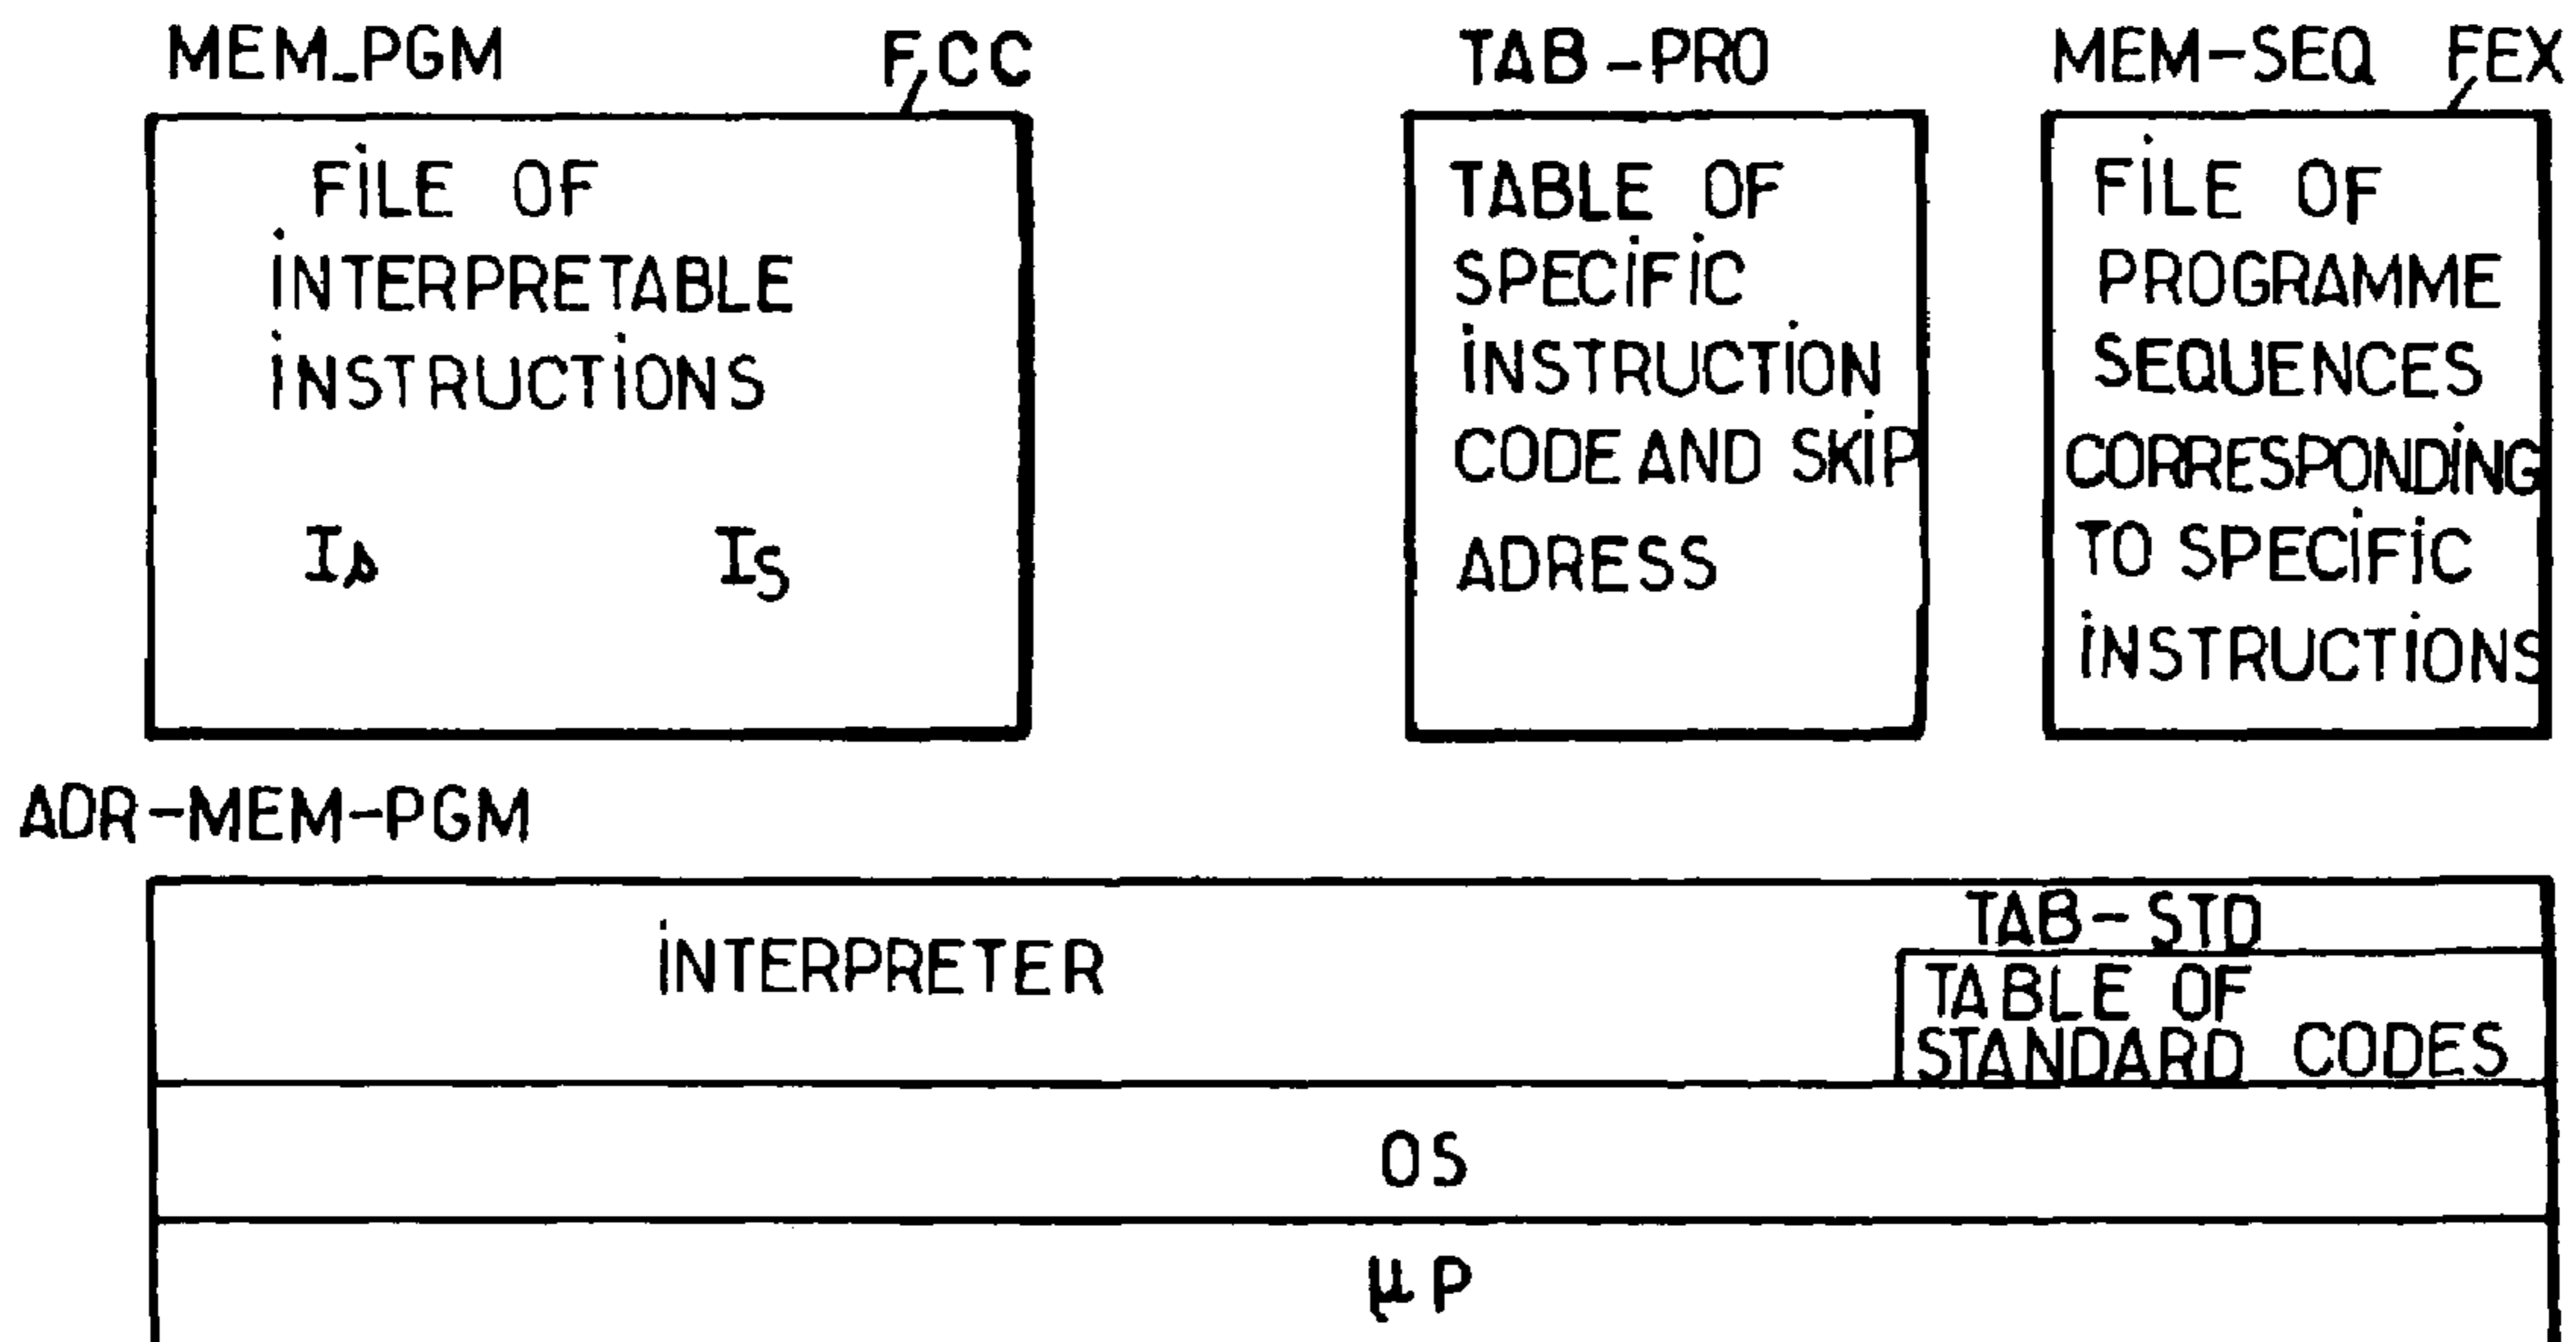 MEM_PGM
FCC
FiLE OF
iNTERPRETABLE
iNSTRUCTiONS
Is IS
TAB-PRO
TABLE OF
SPECiFiC
iNSTRUCTiON
CODE AND SKiP
ADRESS
MEM-SEQ FEX
FiLE OF
PROGRAMME
SEQUENCES
CORRESPONDiNG
TO SPECiFiC
iNSTRUCTiONS
ADR-MEM-PGM
iNTERPRETER
TAB-STD
TABLE OF
STANDARD CODES
OS
μP